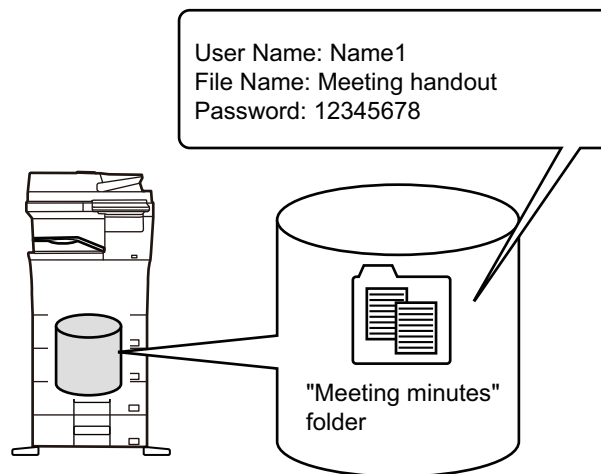 User Name: Name1
File Name: Meeting handout
Password: 12345678
"Meeting minutes"
folder